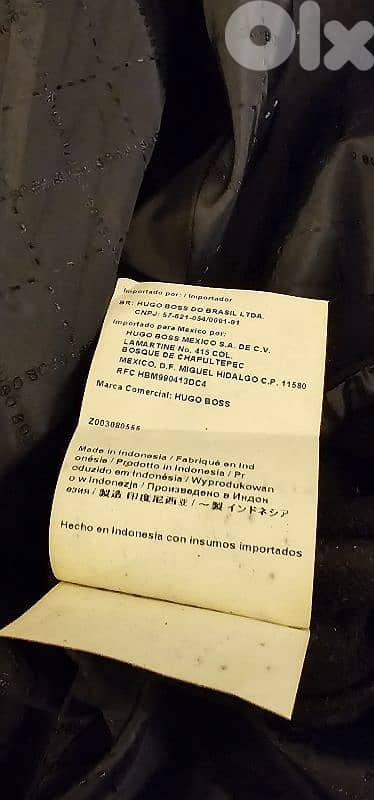 Olx
Importado por: / Importador
BR: HUGO BOSS DO BRASIL LTDA.
CNPJ: 57-621-054/0001-91
Importado para Mexico por:
HUGO BOSS MEXICO S.A. DE C.V.
LAMARTINE No. 415 COL.
BOSQUE DE CHAPULTEPEC
MEXICO, D.F. MIGUEL HIDALGO C.P. 11580
RFC HBM990413DC4
Marca Comercial: HUGO BOSS
Z003080555
Made in Indonesia / Fabriqué en Ind
onésie / Prodotto in Indonesia / Pr
oduzido em Indonésia / Wyprodukowan
o w Indonezja / Произведено в Индон
езия / 製造 印度尼西亚 / ～製 インドネシア
Hecho en Indonesia con insumos importados